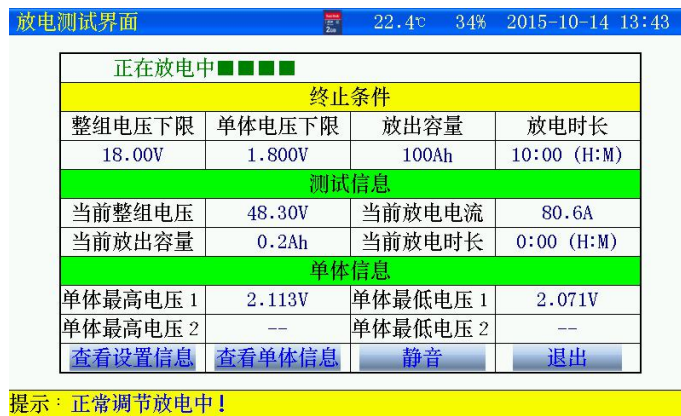 放电测试界面 22.4℃ 34% 2015-10-14 13:43
正在放电中■■■■
终止条件
整组电压下限 单体电压下限 放出容量 放电时长
18.00V 1.800V 100Ah 10:00 (H:M)
测试信息
当前整组电压 48.30V 当前放电电流 80.6A
当前放出容量 0.2Ah 当前放电时长 0:00 (H:M)
单体信息
单体最高电压1 2.113V 单体最低电压1 2.071V
单体最高电压2 -- 单体最低电压2 --
查看设置信息 查看单体信息 静音 退出
提示：正常调节放电中！